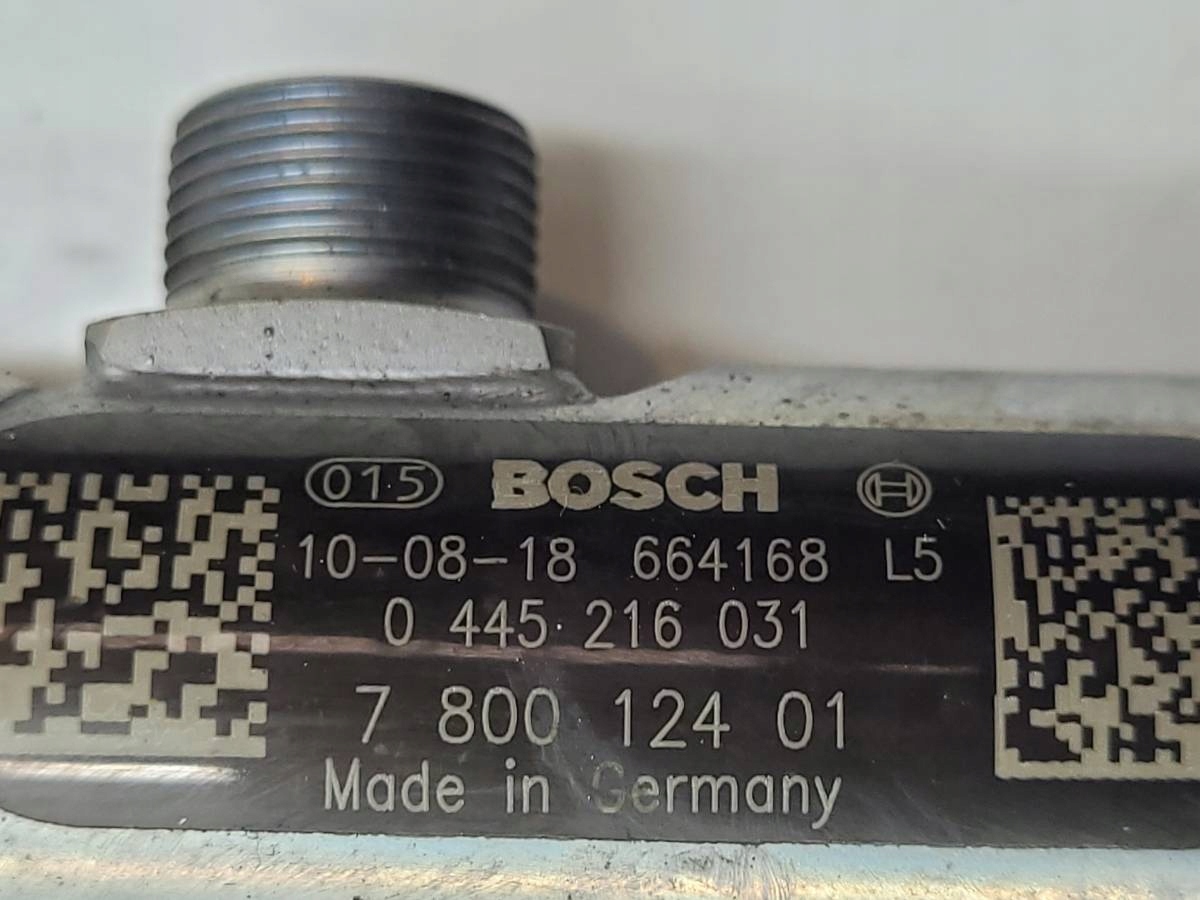 015 BOSCH
10-08-18 664168 L5
0 445 216 031
7 800 124 01
Made in Germany